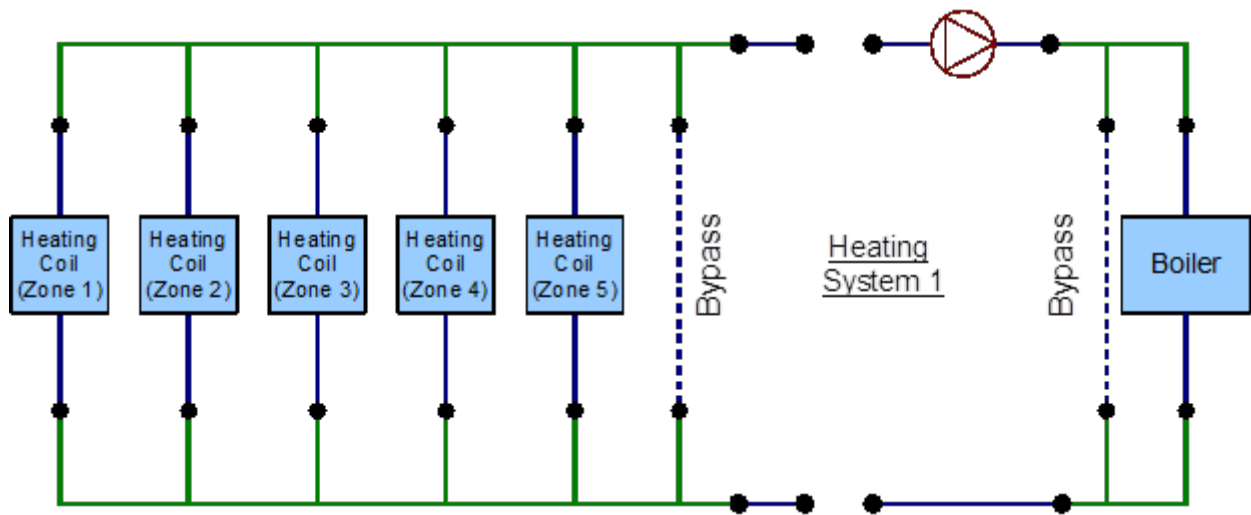 Heating
Coil
(Zone 1)
Heating
Coil
(Zone 2)
Heating
Coil
(Zone 3)
Heating
Coil
(Zone 4)
Heating
Coil
(Zone 5)
Bypass
Heating
System 1
Bypass
Boiler